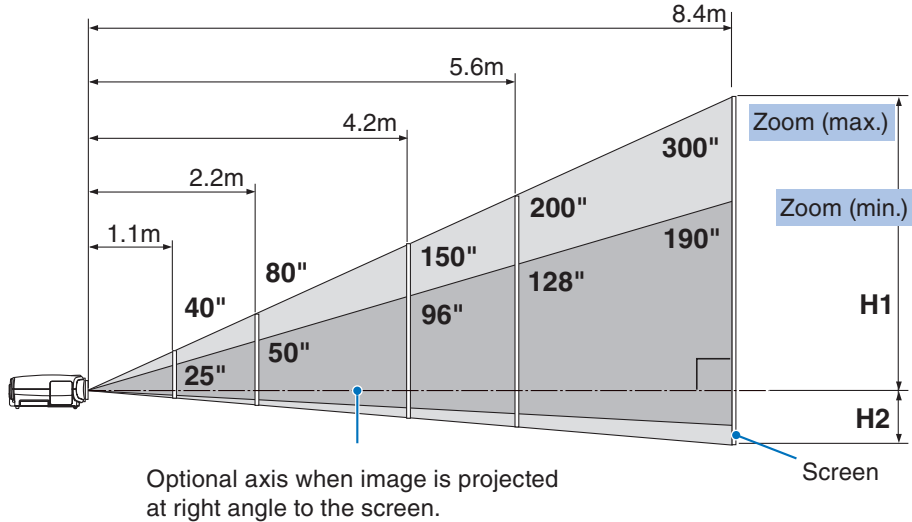 8.4m
5.6m
4.2m
2.2m
1.1m
Zoom (max.)
300"
Zoom (min.)
200"
190"
150"
128"
80"
96"
40"
50"
25"
H1
H2
Screen
Optional axis when image is projected
at right angle to the screen.